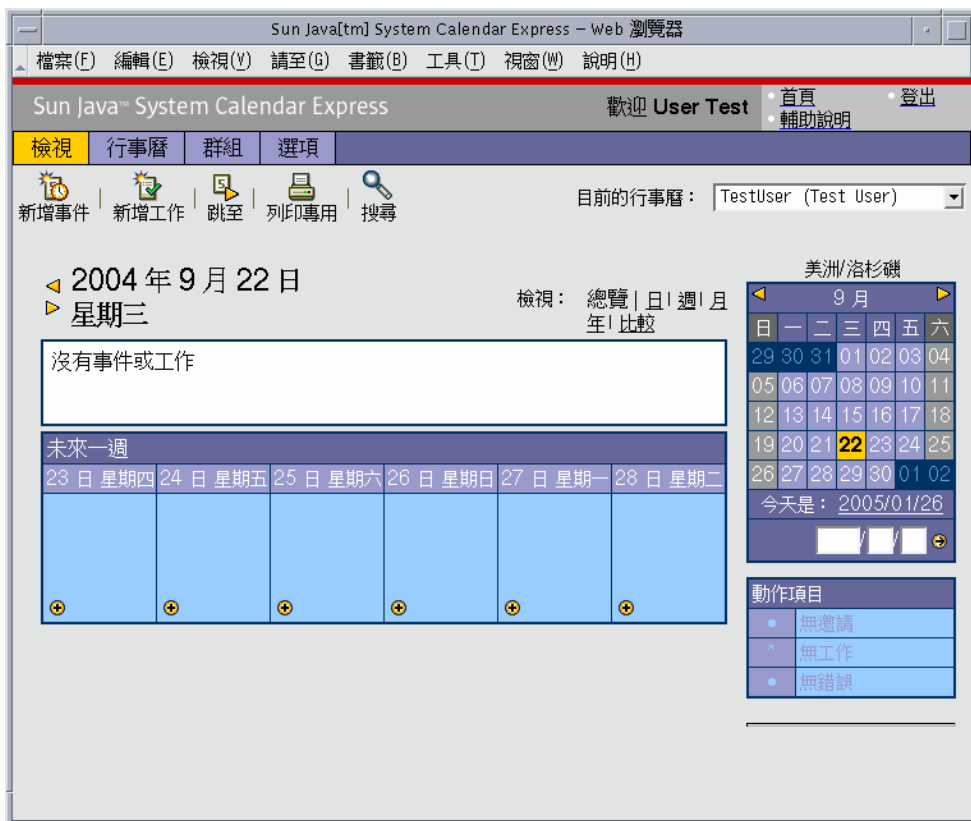 Sun Java[tm] System Calendar Express – Web 瀏覽器
檔案(F) 編輯(E) 檢視(V) 請至(G) 書籤(B) 工具(T) 視窗(W) 說明(H)
Sun Java™ System Calendar Express
歡迎 User Test
首頁
登出
輔助說明
檢視 行事曆 群組 選項
新增事件 新增工作 跳至 列印專用 搜尋
目前的行事曆： TestUser (Test User)
2004 年 9 月 22 日
星期三
檢視： 總覽 | 日 | 週 | 月
年 | 比較
沒有事件或工作
未來一週
23 日 星期四 24 日 星期五 25 日 星期六 26 日 星期日 27 日 星期一 28 日 星期二
美洲/洛杉磯
9 月
日 一 二 三 四 五 六
29 30 31 01 02 03 04
05 06 07 08 09 10 11
12 13 14 15 16 17 18
19 20 21 22 23 24 25
26 27 28 29 30 01 02
今天是： 2005/01/26
/ /
動作項目
• 無邀請
* 無工作
• 無錯誤